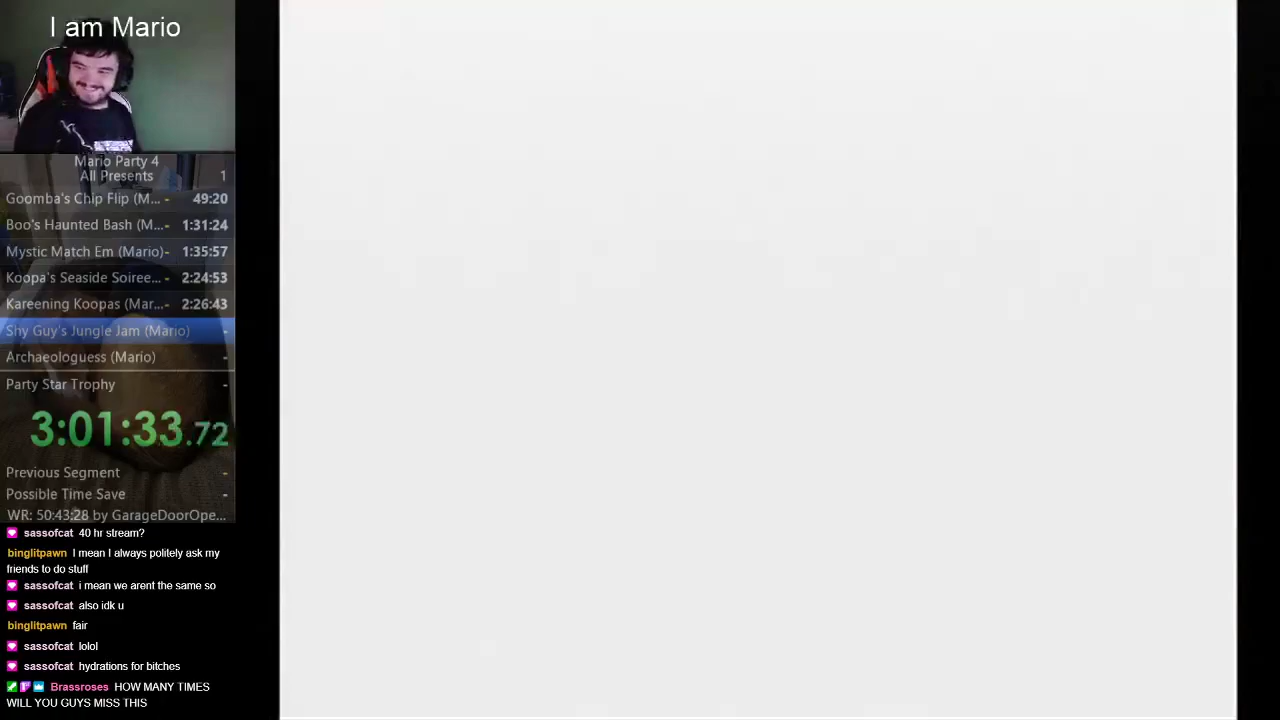 I am Mario
Mario Party 4
All Presents 1
Goomba's Chip Flip (M... - 49:20
Boo's Haunted Bash (M... - 1:31:24
Mystic Match Em (Mario) - 1:35:57
Koopa's Seaside Soiree... - 2:24:53
Kareening Koopas (Mar... - 2:26:43
Shy Guy's Jungle Jam (Mario) -
Archaeologuess (Mario) -
Party Star Trophy -
3:01:33.72
Previous Segment -
Possible Time Save -
WR: 50:43:28 by GarageDoorOpe...
sassofcat 40 hr stream?
binglitpawn I mean I always politely ask my
friends to do stuff
sassofcat i mean we arent the same so
sassofcat also idk u
binglitpawn fair
sassofcat lolol
sassofcat hydrations for bitches
Brassroses HOW MANY TIMES
WILL YOU GUYS MISS THIS